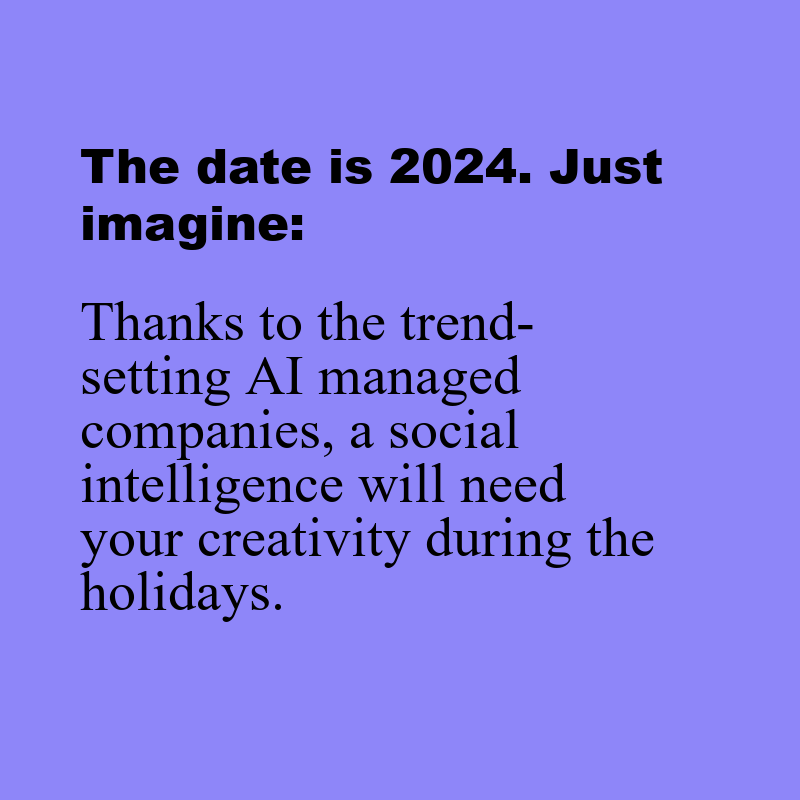 The date is 2024. Just
imagine:
Thanks to the trend-
setting AI managed
companies, a social
intelligence will need
your creativity during the
holidays.